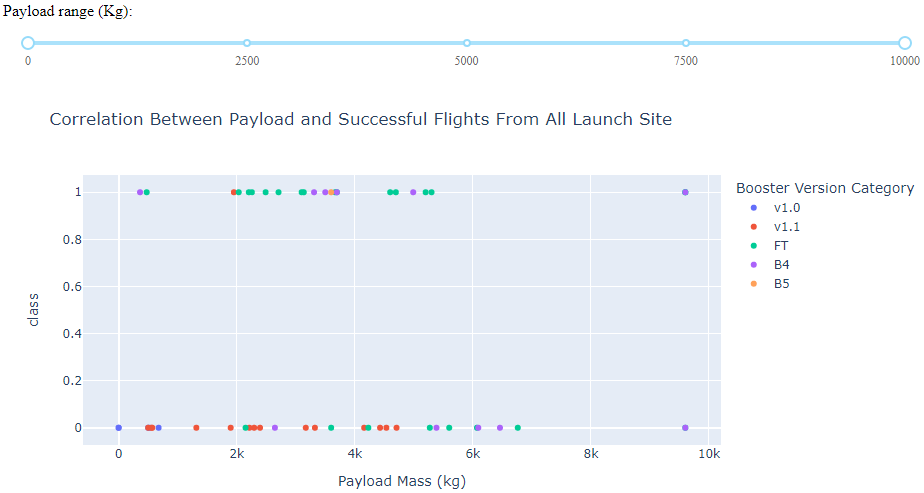 Payload range (Kg):
0 2500 5000 7500 10000
Correlation Between Payload and Successful Flights From All Launch Site
1
0.8
0.6
0.4
0.2
0
class
0 2k 4k 6k 8k 10k
Payload Mass (kg)
Booster Version Category
v1.0
v1.1
FT
B4
B5